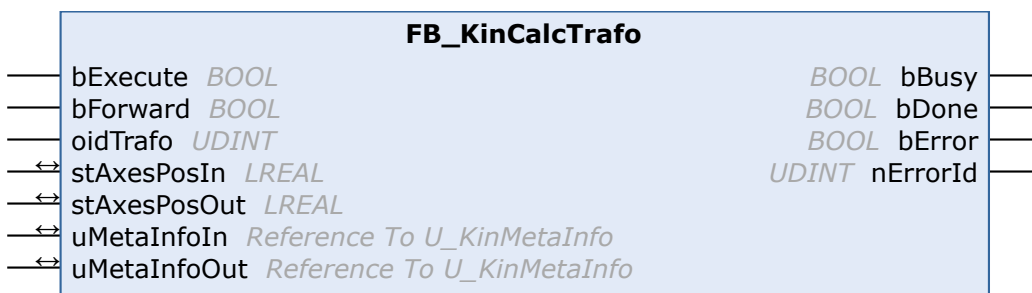 FB_KinCalcTrafo
bExecute BOOL BOOL bBusy
bForward BOOL BOOL bDone
oidTrafo UDINT BOOL bError
stAxesPosIn LREAL UDINT nErrorId
stAxesPosOut LREAL
uMetaInfoIn Reference To U_KinMetaInfo
uMetaInfoOut Reference To U_KinMetaInfo